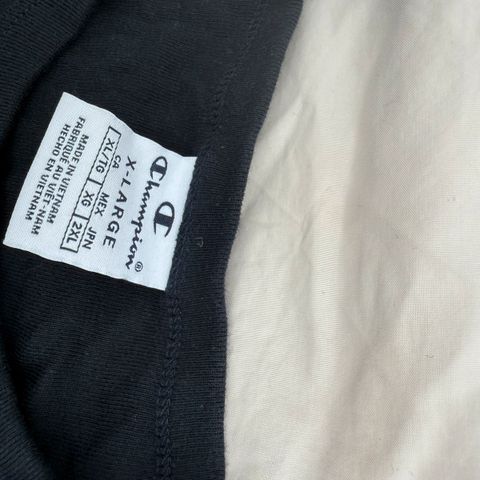 Champion®
X-LARGE
CA MEX JPN
XL/TG XG 2XL
MADE IN VIETNAM
FABRIQUÉ AU VIÊT-NAM
HECHO EN VIETNAM